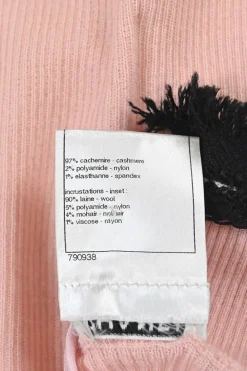 97% cachemire - cashmere
2% polyamide - nylon
1% elasthanne - spandex
incrustations - inset :
90% laine - wool
5% polyamide - nylon
4% mohair - mohair
1% viscose - rayon
790938